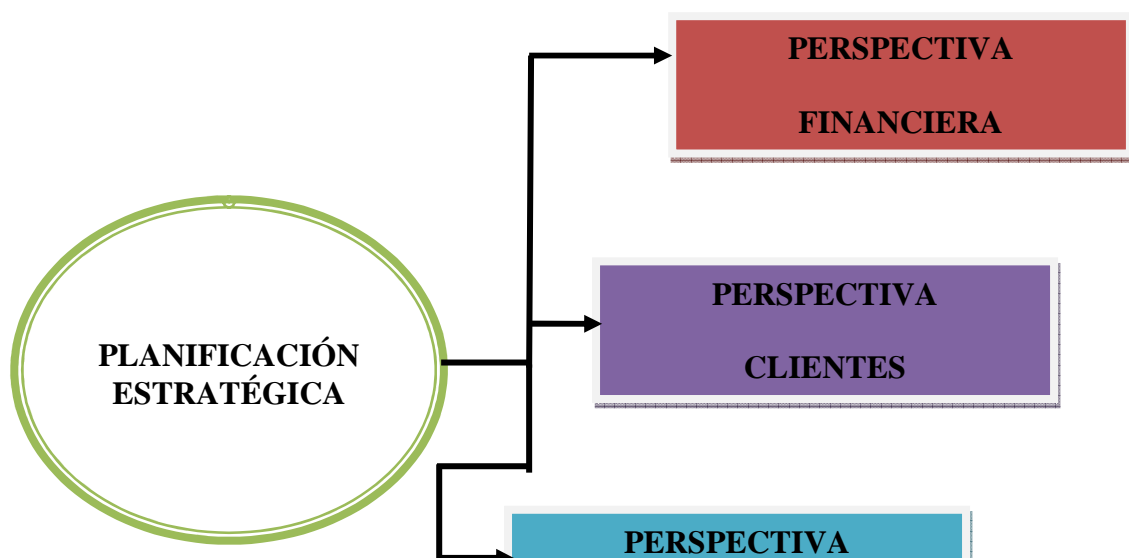 PERSPECTIVA
FINANCIERA
PERSPECTIVA
CLIENTES
PLANIFICACIÓN
ESTRATÉGICA
PERSPECTIVA